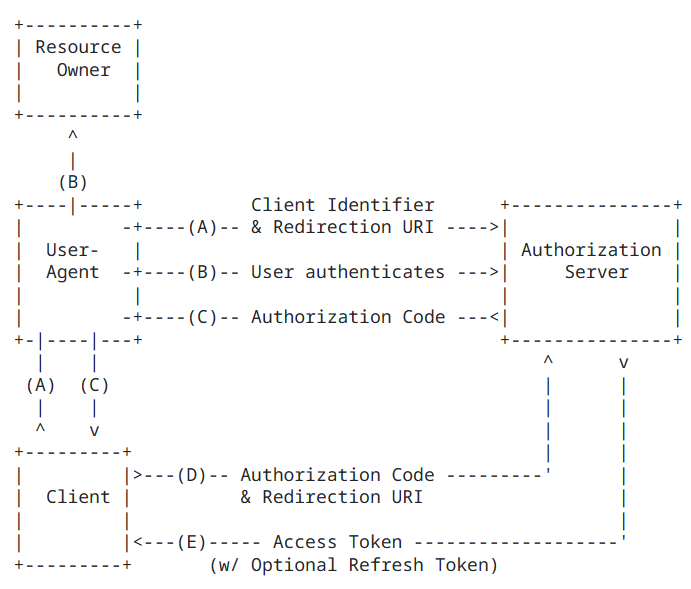 +----------+
| Resource |
|   Owner  |
|          |
+----------+
     ^
     |
    (B)
+----|-----+          Client Identifier      +---------------+
|         -+----(A)-- & Redirection URI ---->|               |
|  User-   |                                 | Authorization |
|  Agent  -+----(B)-- User authenticates --->|     Server    |
|          |                                 |               |
|         -+----(C)-- Authorization Code ---<|               |
+-|----|---+                                 +---------------+
  |    |                                         ^      v
 (A)  (C)                                        |      |
  |    |                                         |      |
  ^    v                                         |      |
+---------+                                      |      |
|         |>---(D)-- Authorization Code ---------'      |
|  Client |          & Redirection URI                  |
|         |                                             |
|         |<---(E)----- Access Token -------------------'
+---------+       (w/ Optional Refresh Token)